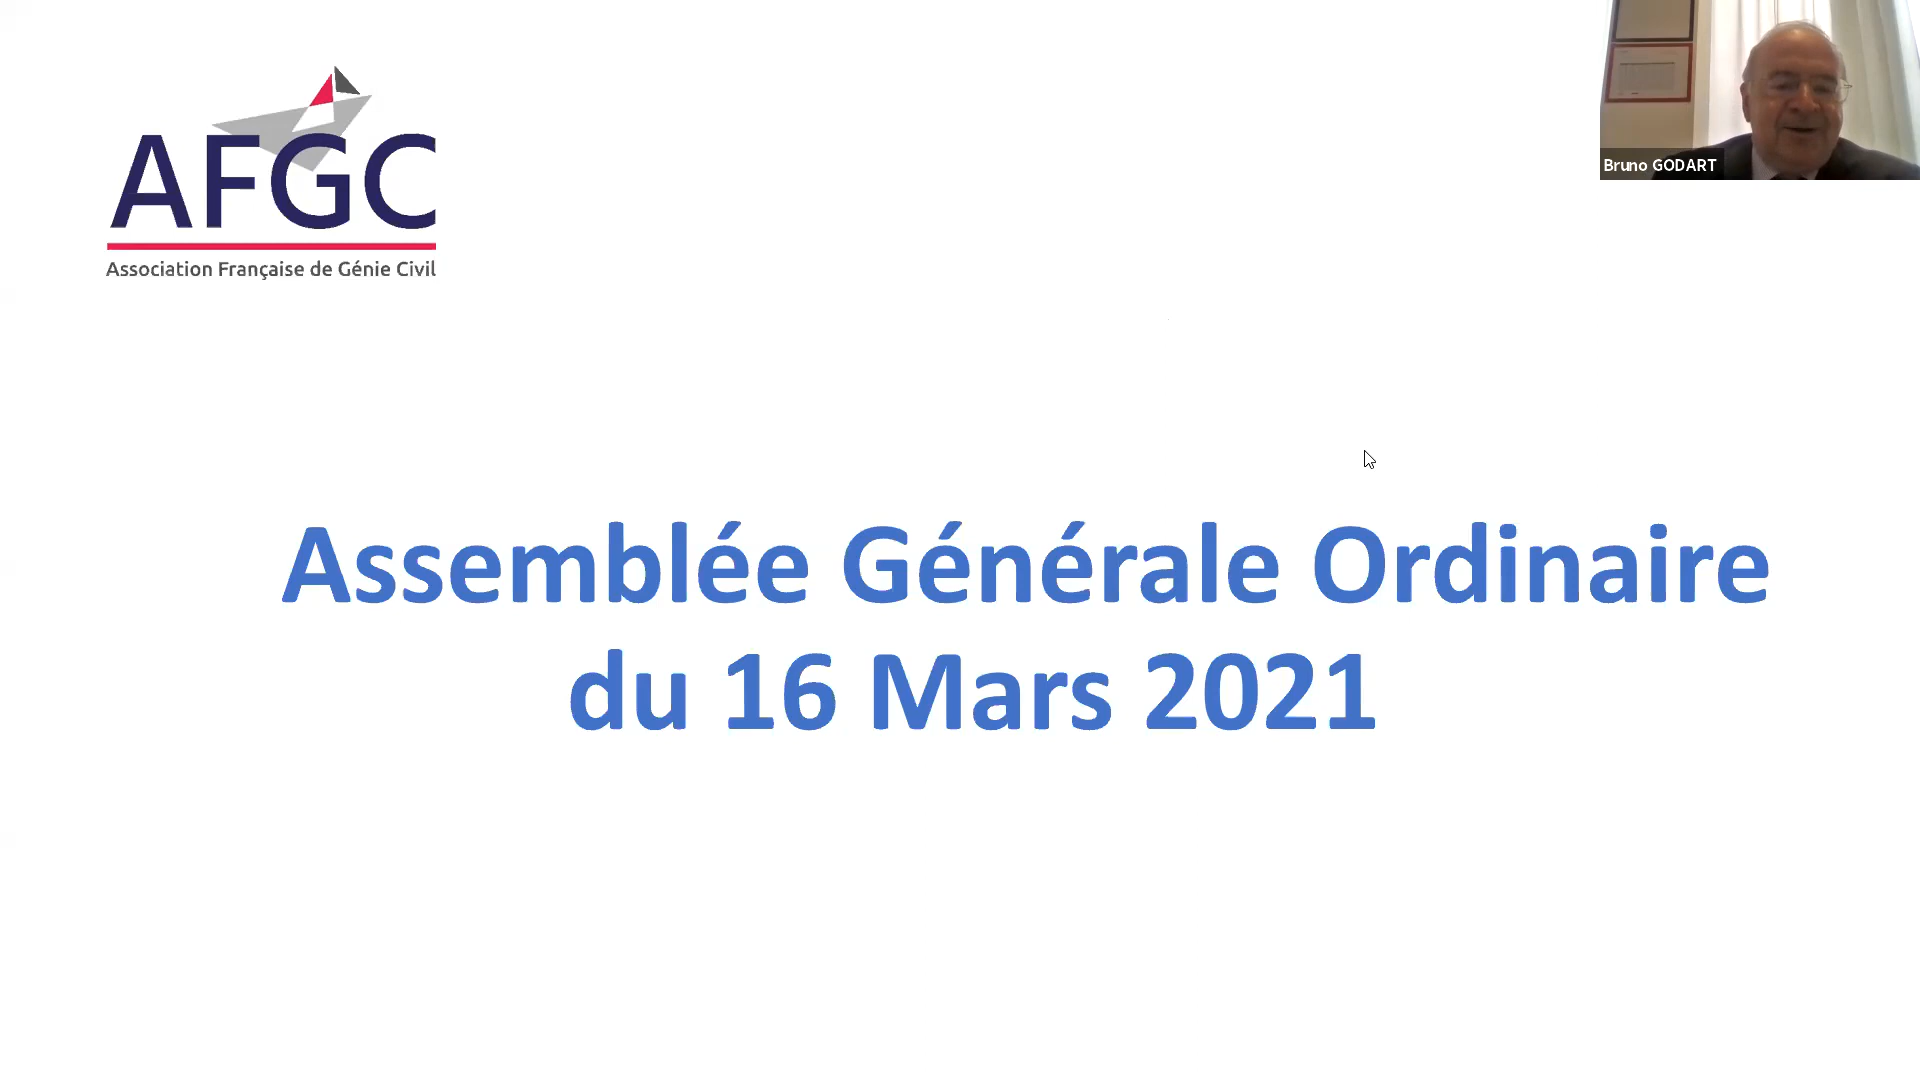 AFGC
Association Française de Génie Civil
Bruno GODART
Assemblée Générale Ordinaire
du 16 Mars 2021